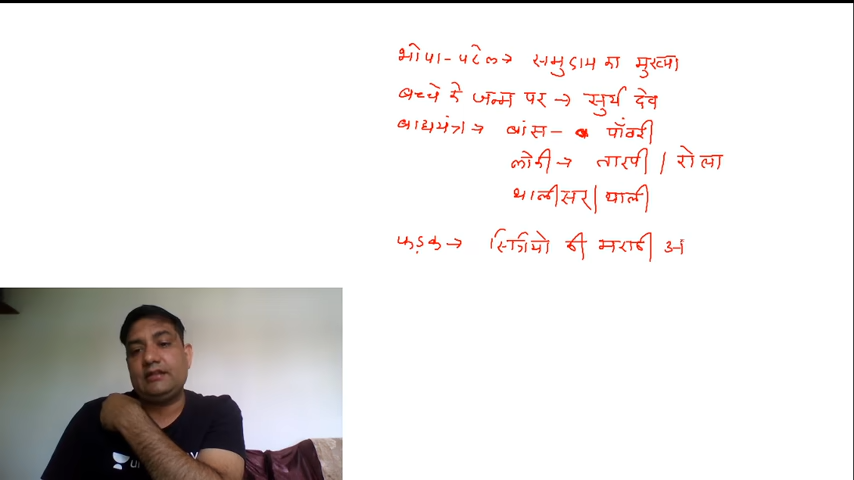 भोपा - पटेल → समुदाय का मुख्या
बच्चे के जन्म पर → सुर्य देव
वाद्ययंत्र → बांस - पाँवरी
लौकी → तारपी | रोला
थालीसर | थाली
फड़क → स्त्रियो की मराठी अं